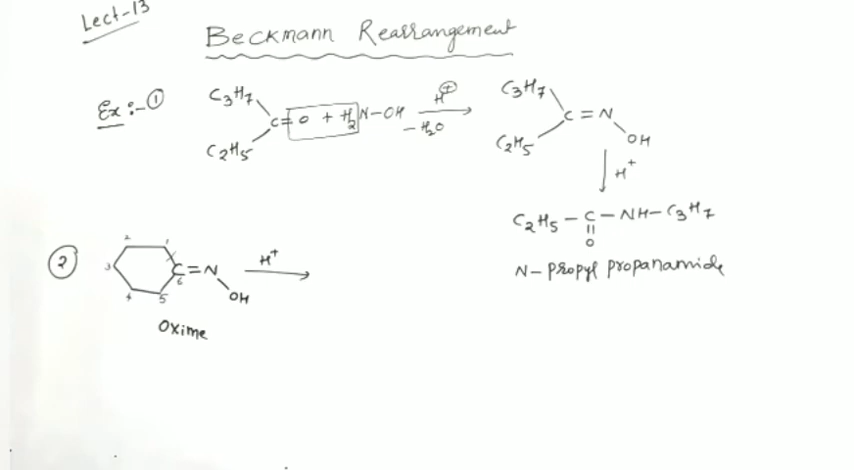 Lect-13
Beckmann Rearrangement
Ex:-①
C3H7
C2H5
C=O + H2N-OH
H⊕
-H2O
C3H7
C2H5
C=N
OH
H+
C2H5-C-NH-C3H7
O
N-Propyl propanamide
②
1
2
3
4
5
6
C=N
OH
H+
Oxime